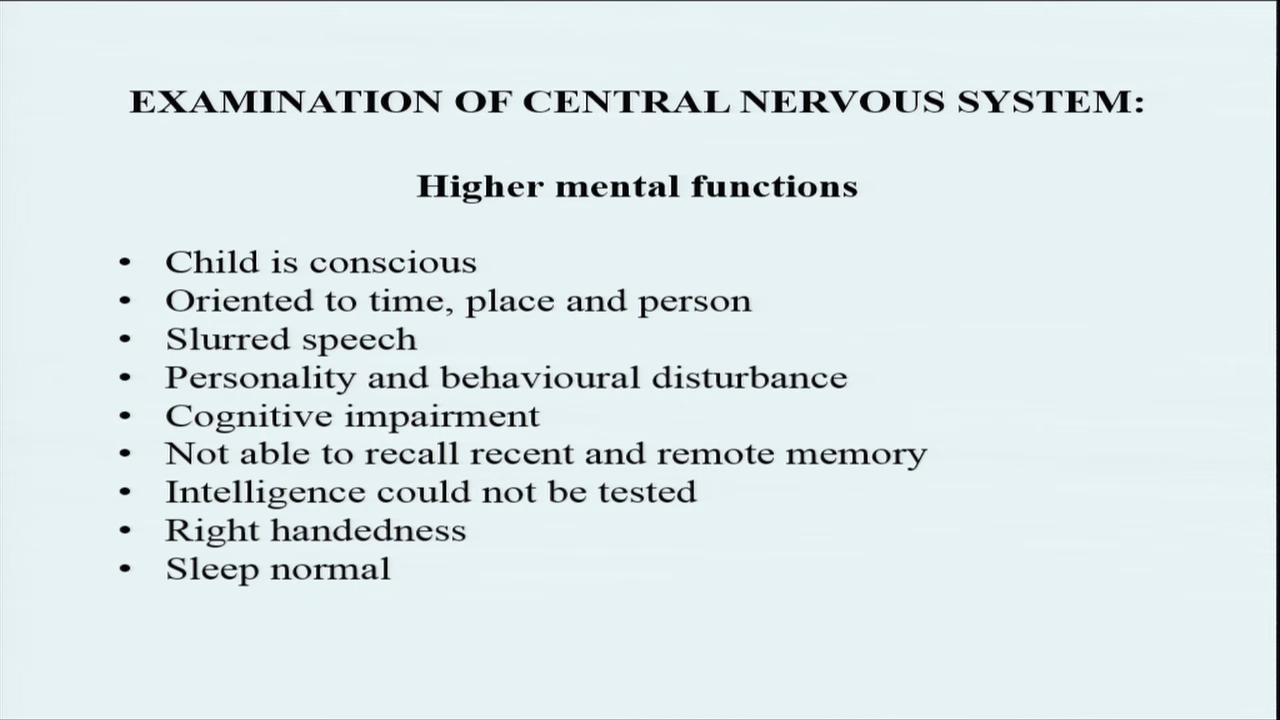 EXAMINATION OF CENTRAL NERVOUS SYSTEM:
Higher mental functions
• Child is conscious
• Oriented to time, place and person
• Slurred speech
• Personality and behavioural disturbance
• Cognitive impairment
• Not able to recall recent and remote memory
• Intelligence could not be tested
• Right handedness
• Sleep normal